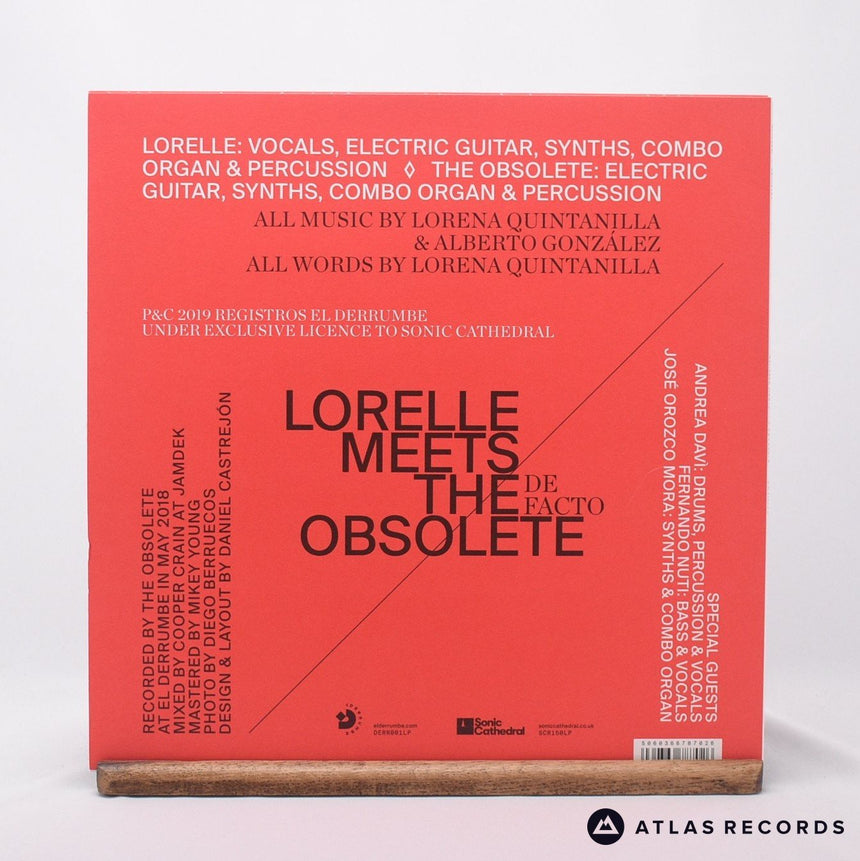 LORELLE: VOCALS, ELECTRIC GUITAR, SYNTHS, COMBO
ORGAN & PERCUSSION ◊ THE OBSOLETE: ELECTRIC
GUITAR, SYNTHS, COMBO ORGAN & PERCUSSION
ALL MUSIC BY LORENA QUINTANILLA
& ALBERTO GONZÁLEZ
ALL WORDS BY LORENA QUINTANILLA
P&C 2019 REGISTROS EL DERRUMBE
UNDER EXCLUSIVE LICENCE TO SONIC CATHEDRAL
LORELLE
MEETS
THE
OBSOLETE
DE
FACTO
RECORDED BY THE OBSOLETE
AT EL DERRUMBE IN MAY 2018
MIXED BY COOPER CRAIN AT JAMDEK
MASTERED BY MIKEY YOUNG
PHOTO BY DIEGO BERRUECOS
DESIGN & LAYOUT BY DANIEL CASTREJÓN
SPECIAL GUESTS
ANDREA DAVÌ: DRUMS, PERCUSSION & VOCALS
FERNANDO NUTI: BASS & VOCALS
JOSÉ OROZCO MORA: SYNTHS & COMBO ORGAN
elderrumbe.com
DERR001LP
Sonic
Cathedral
soniccathedral.co.uk
SCR150LP
5060366787026
ATLAS RECORDS